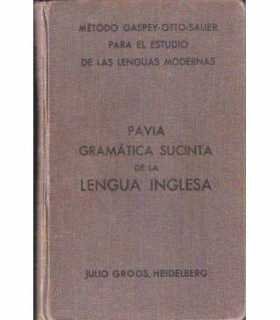 MÉTODO GASPEY-OTTO-SAUER
PARA EL ESTUDIO
DE LAS LENGUAS MODERNAS
PAVIA
GRAMÁTICA SUCINTA
DE LA
LENGUA INGLESA
JULIO GROOS, HEIDELBERG